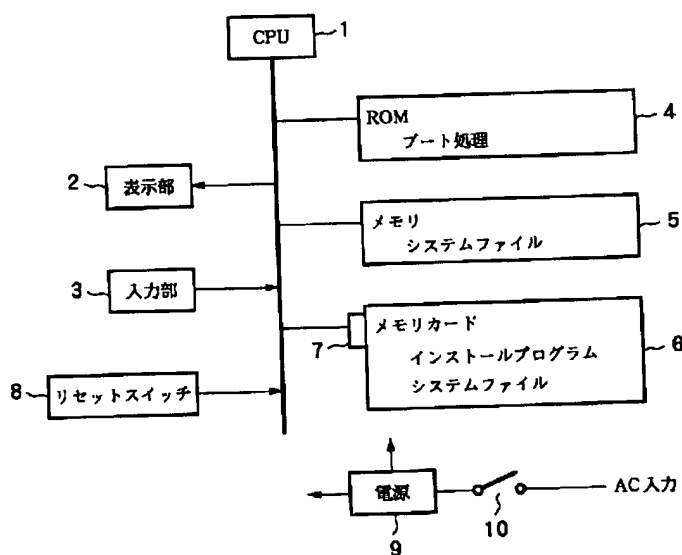 CPU
1
ROM
ブート処理
4
2
表示部
メモリ
システムファイル
5
3
入力部
メモリカード
インストールプログラム
システムファイル
6
7
8
リセットスイッチ
電源
9
10
AC入力